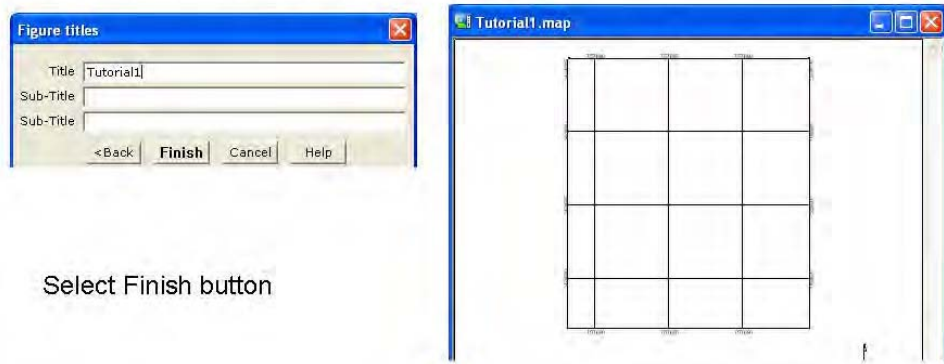 Figure titles
Title Tutorial1
Sub-Title
Sub-Title
<Back Finish Cancel Help
Select Finish button
Tutorial1.map